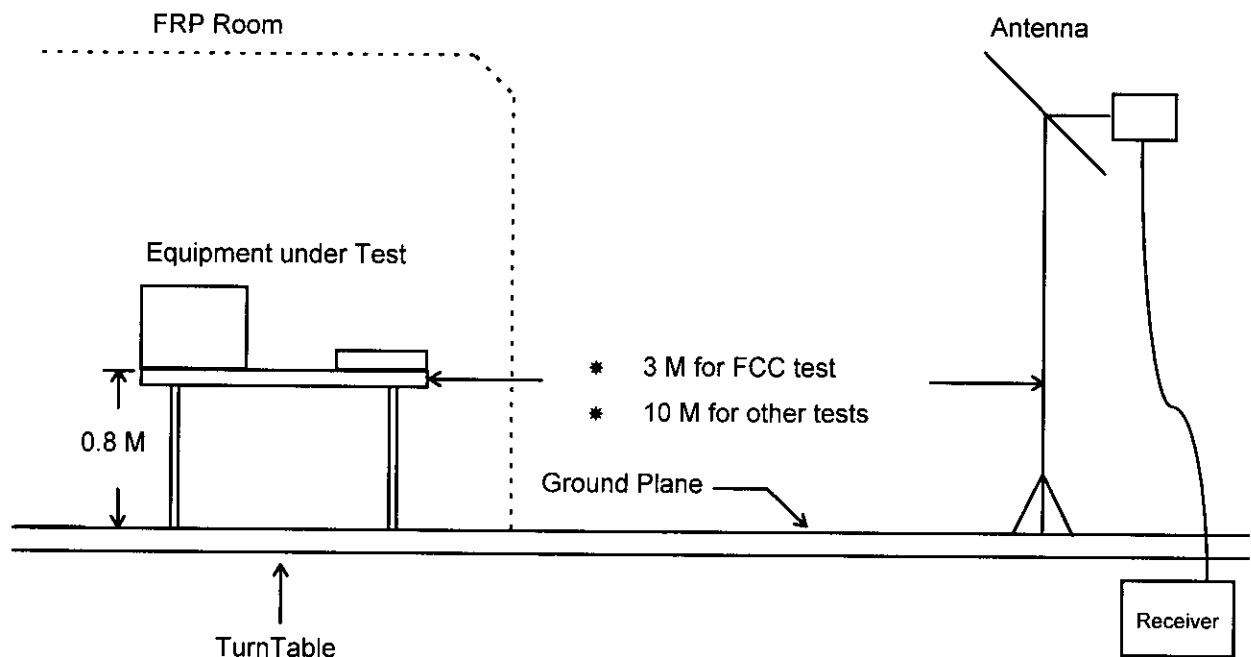 FRP Room
Antenna
Equipment under Test
* 3 M for FCC test
* 10 M for other tests
0.8 M
Ground Plane
TurnTable
Receiver